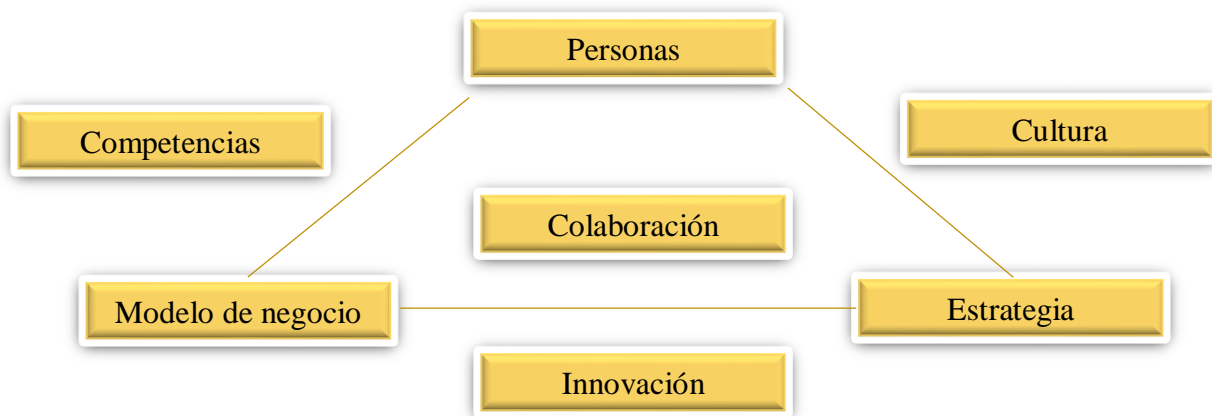 Personas
Competencias
Cultura
Colaboración
Modelo de negocio
Estrategia
Innovación